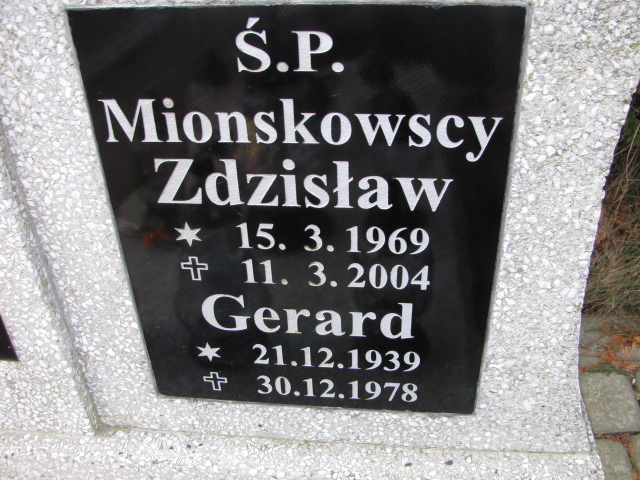 Ś.P.
Mionskowscy
Zdzisław
15. 3. 1969
11. 3. 2004
Gerard
21.12.1939
30.12.1978